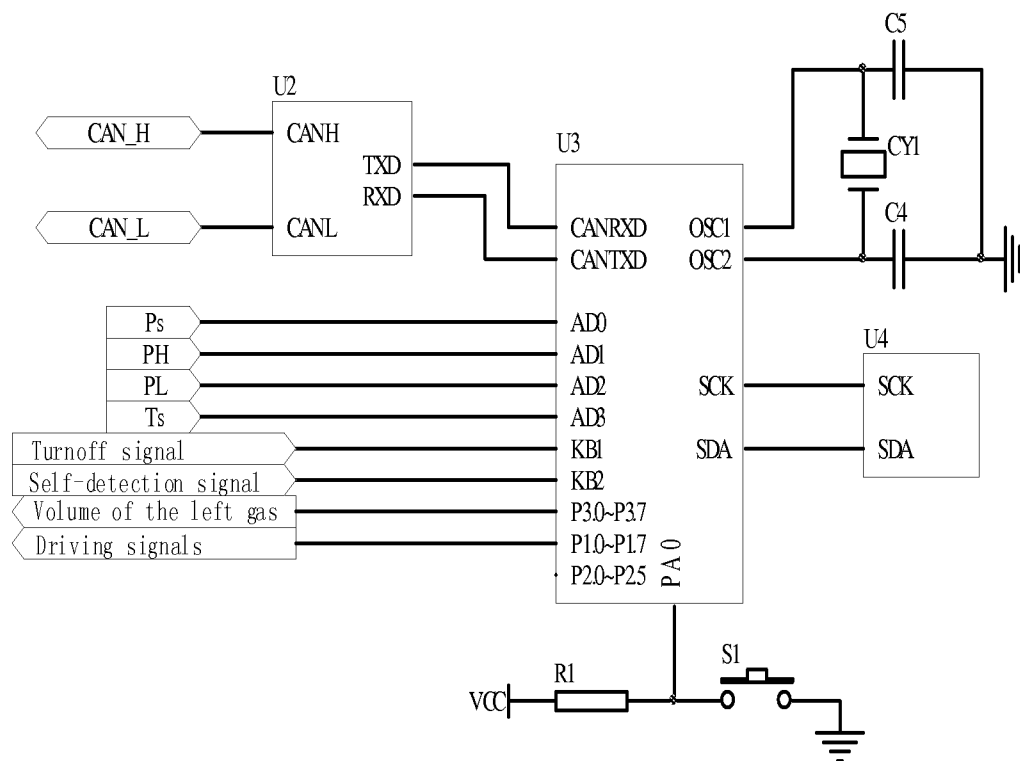 C5
U2
CAN_H
CANH
CY1
U3
TXD
RXD
CAN_L
CANL
CANRXD
OSC1
C4
CANTXD
OSC2
Ps
AD0
PH
AD1
U4
PL
AD2
SCK
SCK
Ts
AD3
Turnoff signal
KB1
SDA
SDA
Self-detection signal
KB2
Volume of the left gas
P3.0~P3.7
Driving signals
P1.0~P1.7
P2.0~P2.5
PA0
R1
S1
VCC